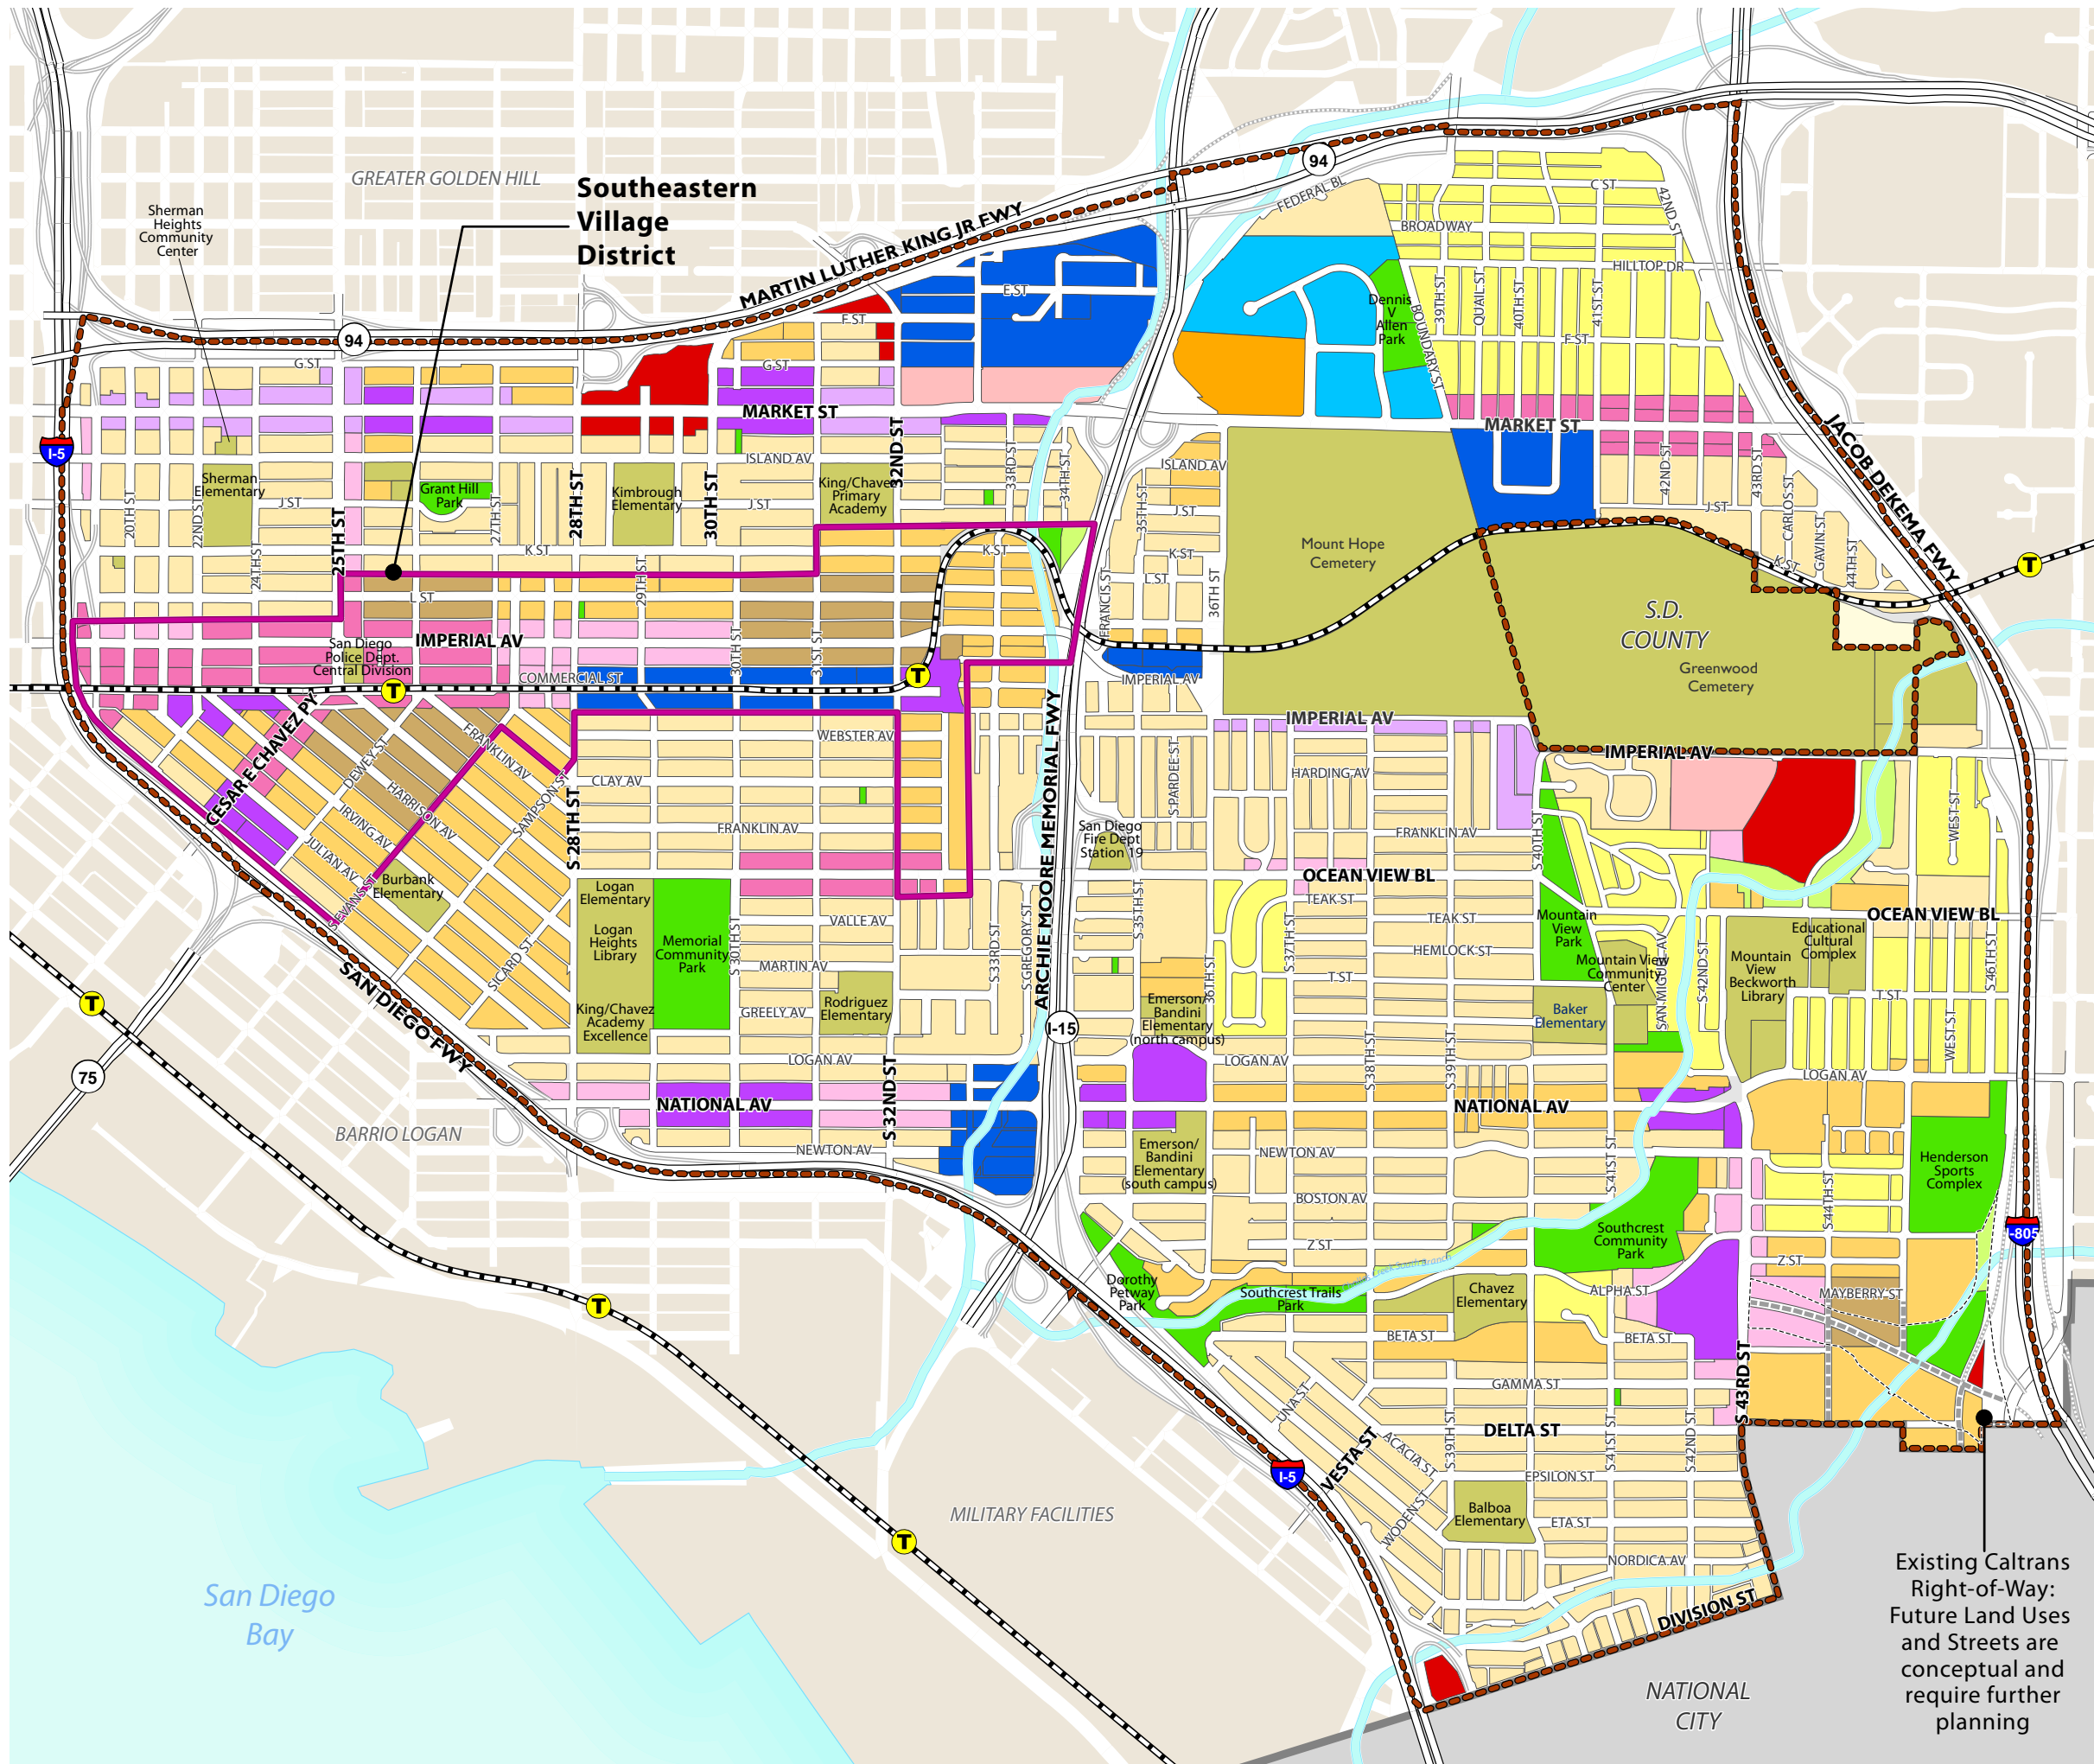 GREATER GOLDEN HILL
Southeastern
Village
District
Sherman
Heights
Community
Center
MARTIN LUTHER KING JR FWY
94
94
FEDERAL BL
C ST
42ND ST
BROADWAY
HILLTOP DR
39TH ST
QUAIL ST
40TH ST
41ST ST
F ST
BOUNDARY ST
Dennis
V
Allen
Park
E ST
F ST
G ST
G ST
MARKET ST
MARKET ST
I-5
32ND ST
33RD ST
34TH ST
ISLAND AV
ISLAND AV
35TH ST
J ST
J ST
J ST
J ST
K ST
K ST
K ST
K ST
L ST
L ST
Sherman
Elementary
Grant Hill
Park
Kimbrough
Elementary
King/Chavez
Primary
Academy
20TH ST
22ND ST
24TH ST
25TH ST
27TH ST
28TH ST
29TH ST
30TH ST
30TH ST
31ST ST
FRANCIS ST
36TH ST
42ND ST
43RD ST
CARLOS ST
GAVIN ST
44TH ST
JACOB DEKEMA FWY
T
Mount Hope
Cemetery
S.D.
COUNTY
Greenwood
Cemetery
IMPERIAL AV
San Diego
Police Dept.
Central Division
T
COMMERCIAL ST
T
IMPERIAL AV
IMPERIAL AV
IMPERIAL AV
CESAR E CHAVEZ PY
DEWEY ST
FRANKLIN AV
HARRISON AV
IRVING AV
JULIAN AV
SAMPSON ST
S EVANS ST
SICARD ST
Burbank
Elementary
S 28TH ST
WEBSTER AV
CLAY AV
FRANKLIN AV
ARCHIE MOORE MEMORIAL FWY
S PARDEE ST
HARDING AV
FRANKLIN AV
San Diego
Fire Dept
Station 19
OCEAN VIEW BL
OCEAN VIEW BL
S 40TH ST
WEST ST
Logan
Elementary
Logan
Heights
Library
King/Chavez
Academy
Excellence
Memorial
Community
Park
S 30TH ST
VALLE AV
MARTIN AV
GREELY AV
Rodriguez
Elementary
S 33RD ST
S GREGORY ST
S 35TH ST
S 36TH ST
S 37TH ST
TEAK ST
TEAK ST
HEMLOCK ST
T ST
T ST
Mountain
View
Park
Mountain View
Community
Center
SAN MIGUEL AV
S 42ND ST
Mountain
View
Beckworth
Library
Educational
Cultural
Complex
S 46TH ST
WEST ST
Baker
Elementary
Emerson/
Bandini
Elementary
(north campus)
I-15
LOGAN AV
LOGAN AV
LOGAN AV
S 38TH ST
S 39TH ST
SAN DIEGO FWY
T
75
BARRIO LOGAN
NATIONAL AV
NATIONAL AV
S 32ND ST
NEWTON AV
NEWTON AV
Emerson/
Bandini
Elementary
(south campus)
BOSTON AV
S 41ST ST
Z ST
Z ST
S 44TH ST
Henderson
Sports
Complex
-805
Southcrest
Community
Park
Dorothy
Petway
Park
Southcrest Trails
Park
Chavez
Elementary
ALPHA ST
MAYBERRY ST
BETA ST
BETA ST
GAMMA ST
S 43RD ST
T
UNA ST
VESTA ST
ACACIA ST
WODEN ST
S 39TH ST
S 41ST ST
S 42ND ST
DELTA ST
EPSILON ST
ETA ST
NORDICA AV
DIVISION ST
Balboa
Elementary
I-5
MILITARY FACILITIES
T
San Diego
Bay
NATIONAL
CITY
Existing Caltrans
Right-of-Way:
Future Land Uses
and Streets are
conceptual and
require further
planning